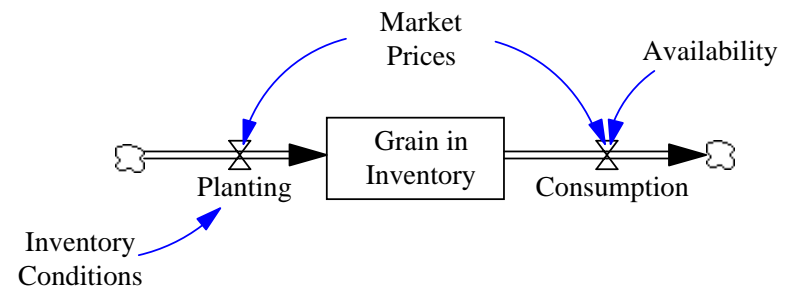 Market
Prices
Availability
Grain in
Inventory
Planting
Consumption
Inventory
Conditions